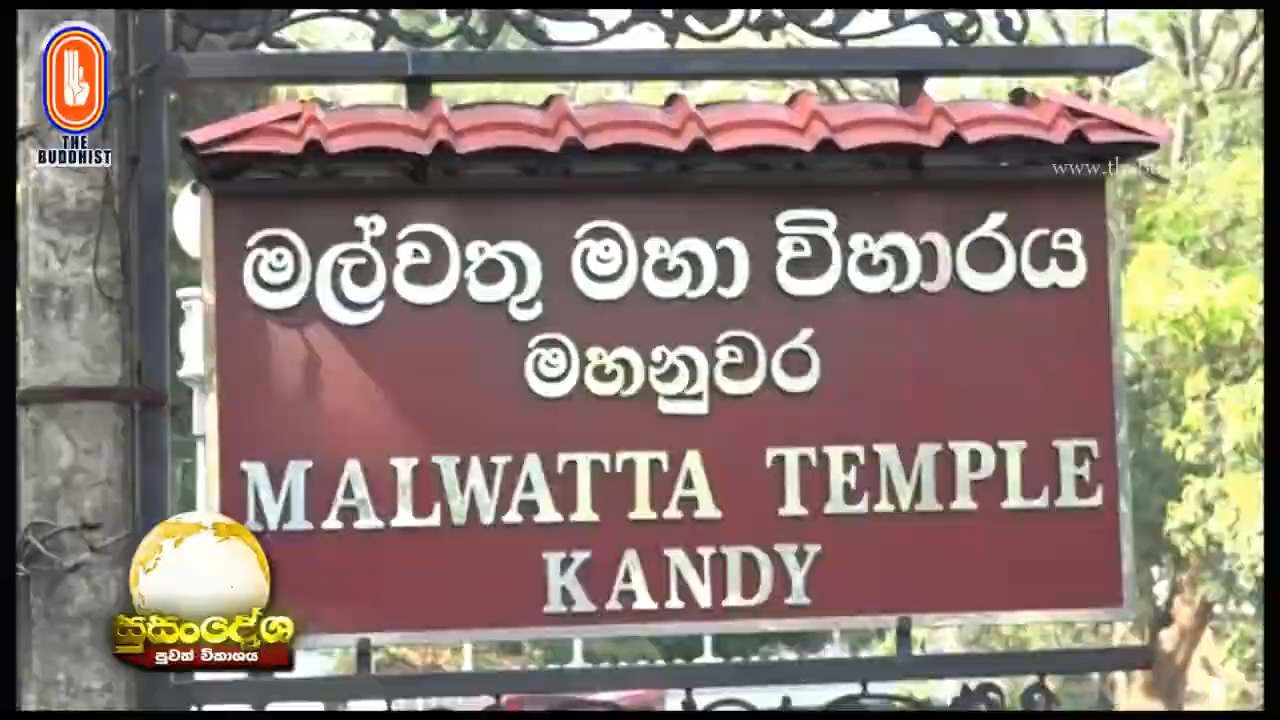 THE
BUDDHIST
මල්වතු මහා විහාරය
මහනුවර
MALWATTA TEMPLE
KANDY
සුසංදේශ
පුවත් විකාශය